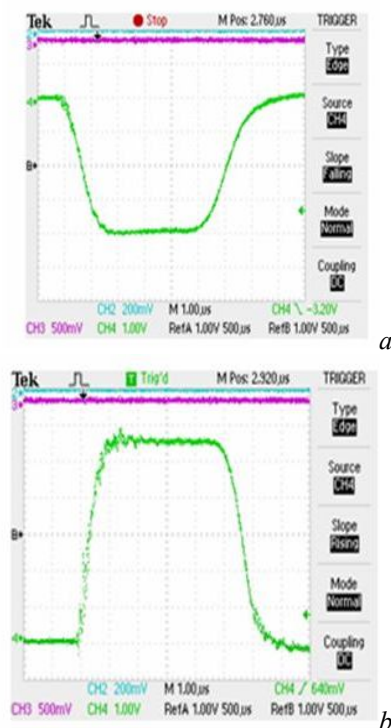 Tek Stop M Pos: 2.760µs TRIGGER
Type
Edge
Source
CH4
Slope
Falling
Mode
Normal
Coupling
DC
CH2 200mV M 1.00µs CH4 \ -3.20V
CH3 500mV CH4 1.00V RefA 1.00V 500µs RefB 1.00V 500µs
a
Tek T Trig'd M Pos: 2.920µs TRIGGER
Type
Edge
Source
CH4
Slope
Rising
Mode
Normal
Coupling
DC
CH2 200mV M 1.00µs CH4 / 640mV
CH3 500mV CH4 1.00V RefA 1.00V 500µs RefB 1.00V 500µs
b